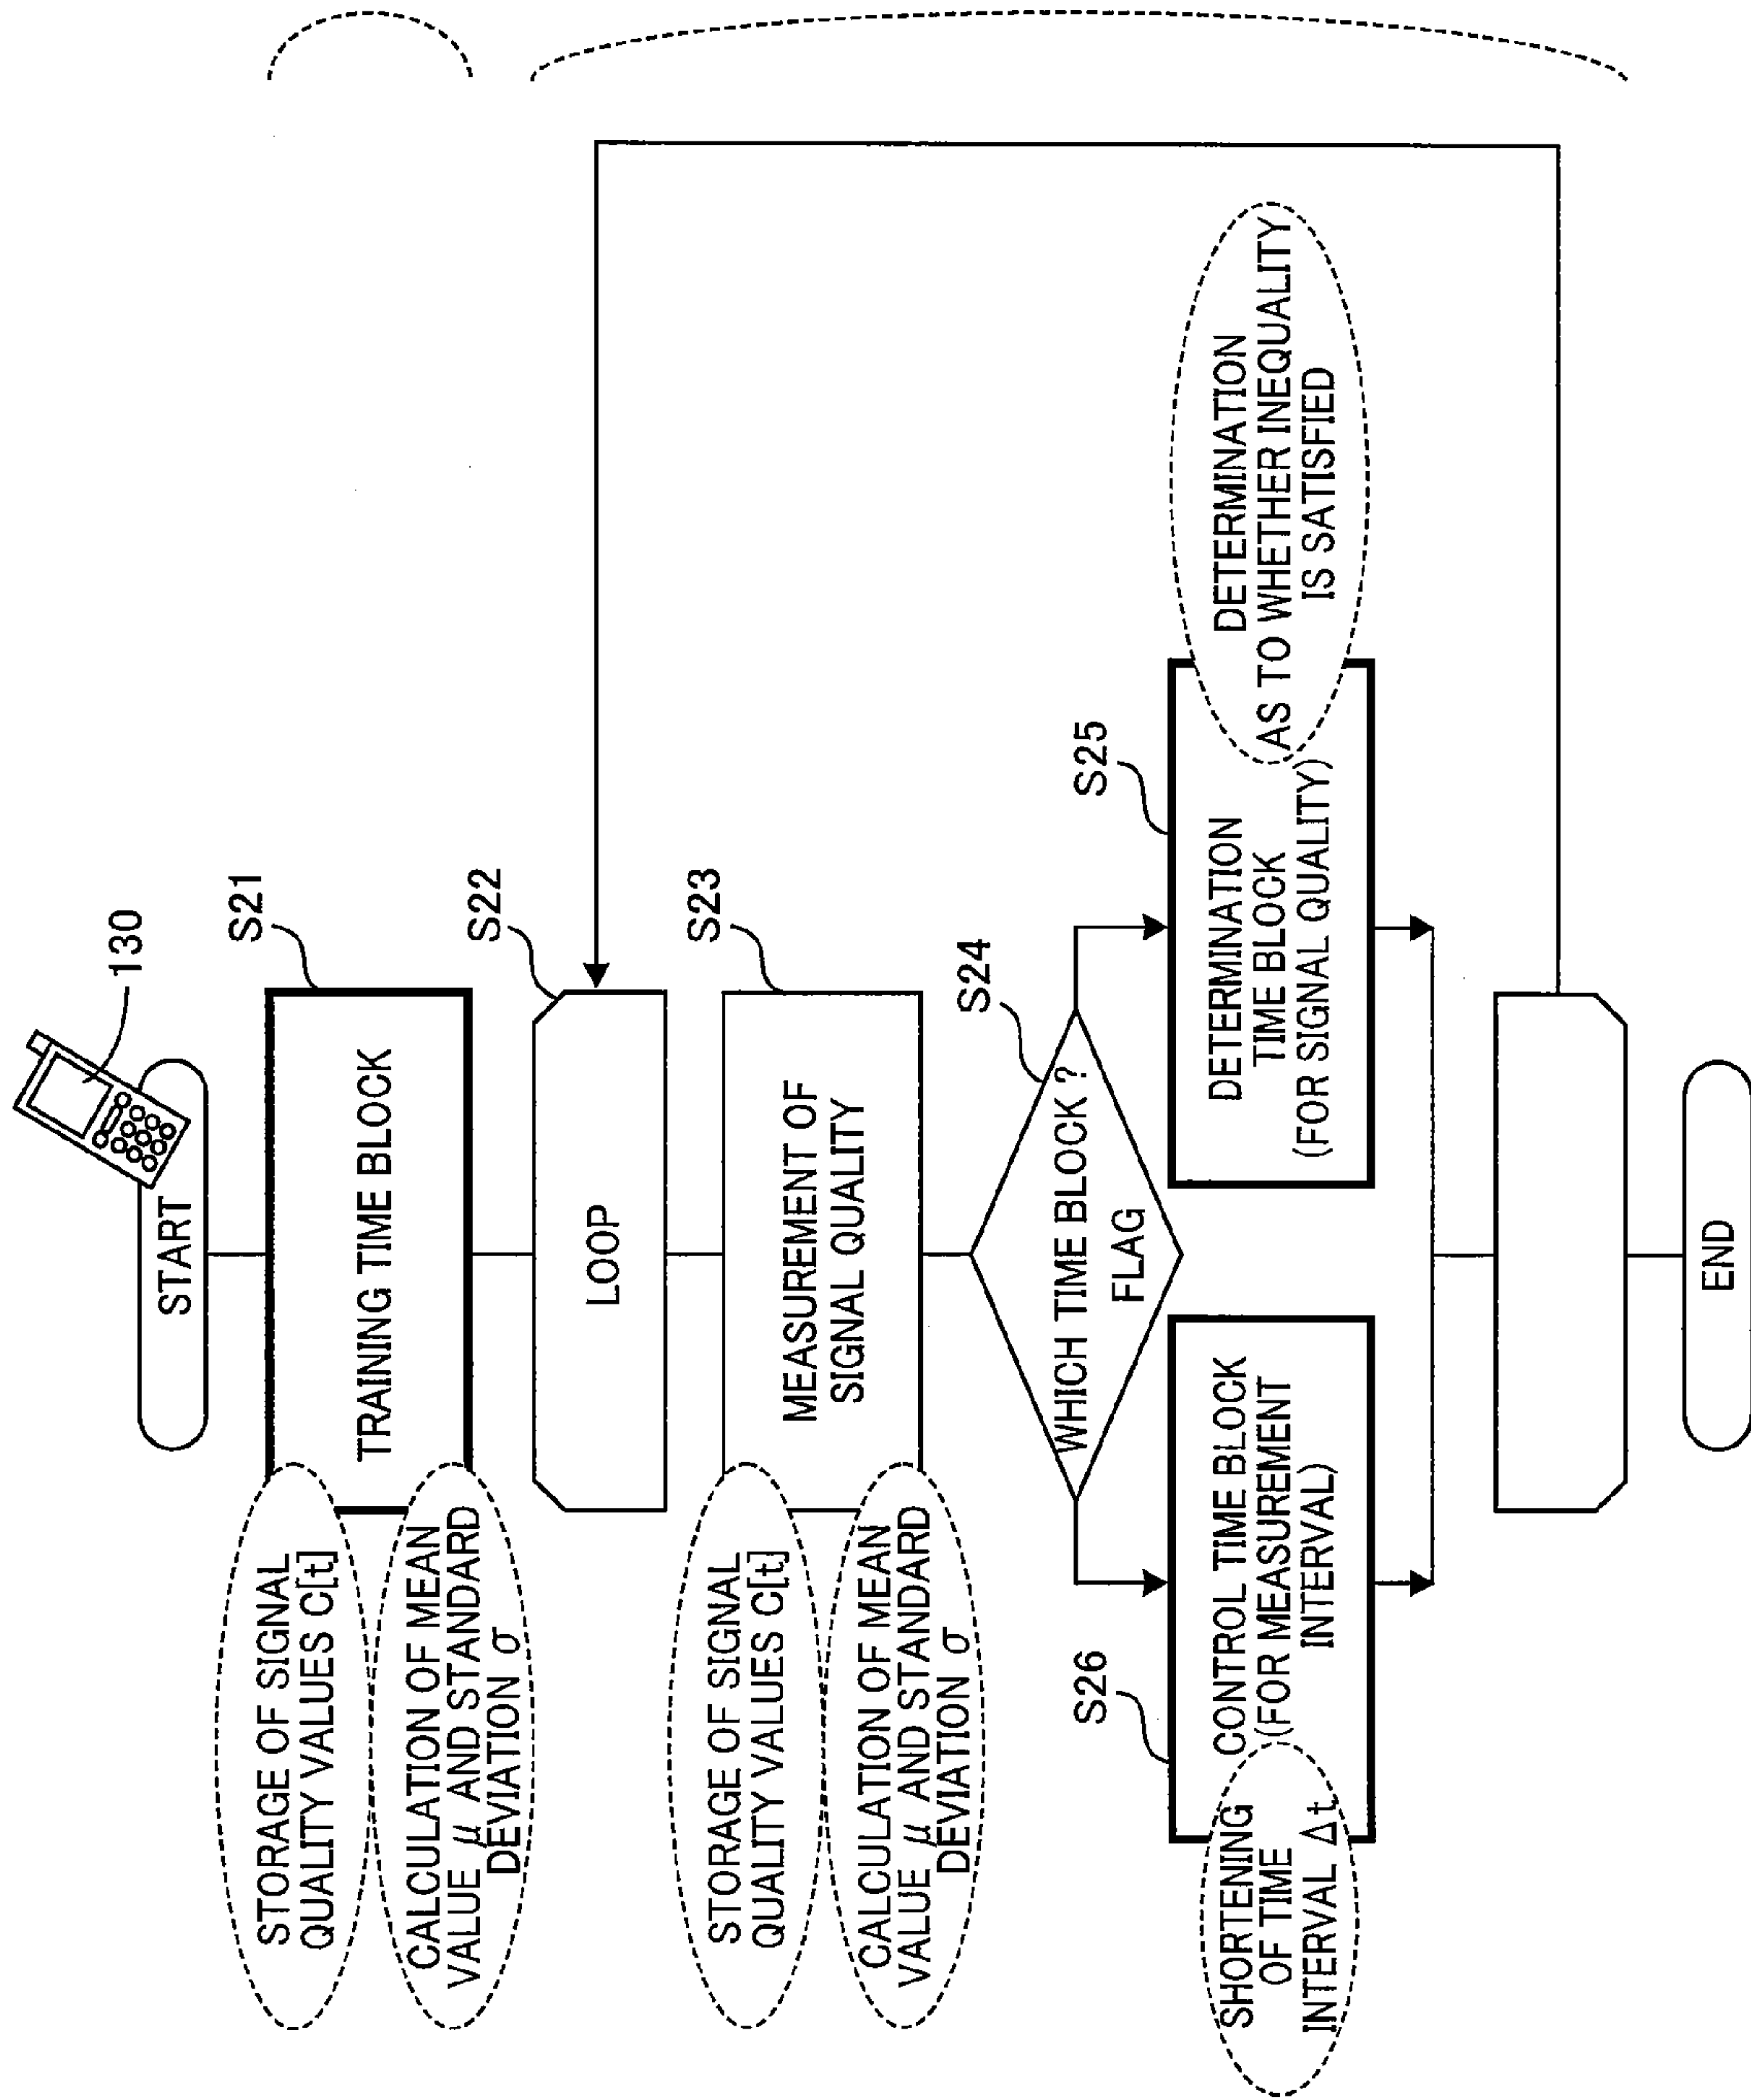 130
START
S21
STORAGE OF SIGNAL
QUALITY VALUES C[t]
TRAINING TIME BLOCK
CALCULATION OF MEAN
VALUE μ AND STANDARD
DEVIATION σ
S22
LOOP
S23
STORAGE OF SIGNAL
QUALITY VALUES C[t]
MEASUREMENT OF
SIGNAL QUALITY
CALCULATION OF MEAN
VALUE μ AND STANDARD
DEVIATION σ
S24
WHICH TIME BLOCK ?
FLAG
S26
SHORTENING
OF TIME
INTERVAL Δt
CONTROL TIME BLOCK
(FOR MEASUREMENT
INTERVAL)
S25
DETERMINATION
TIME BLOCK
(FOR SIGNAL QUALITY)
DETERMINATION
AS TO WHETHER INEQUALITY
IS SATISFIED
END